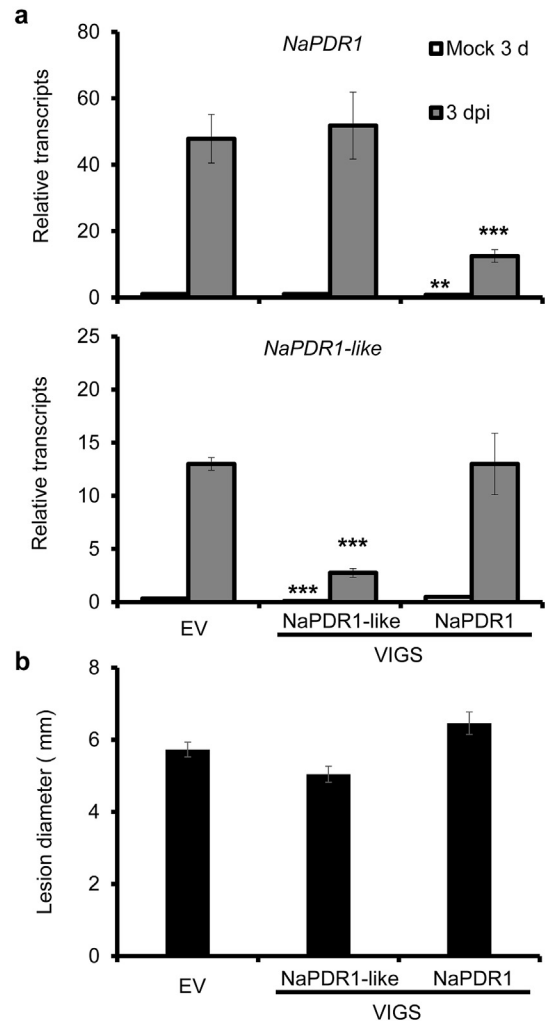 a
NaPDR1
Mock 3 d
3 dpi
Relative transcripts
80
60
40
20
0
***
**
NaPDR1-like
Relative transcripts
25
20
15
10
5
0
***
***
EV
NaPDR1-like
NaPDR1
VIGS
b
Lesion diameter ( mm)
8
6
4
2
0
EV
NaPDR1-like
NaPDR1
VIGS